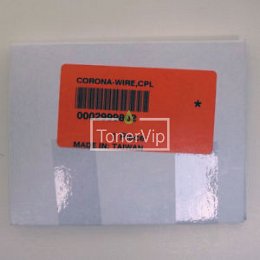 CORONA-WIRE,CPL
*
TonerVip
MADE IN: TAIWAN